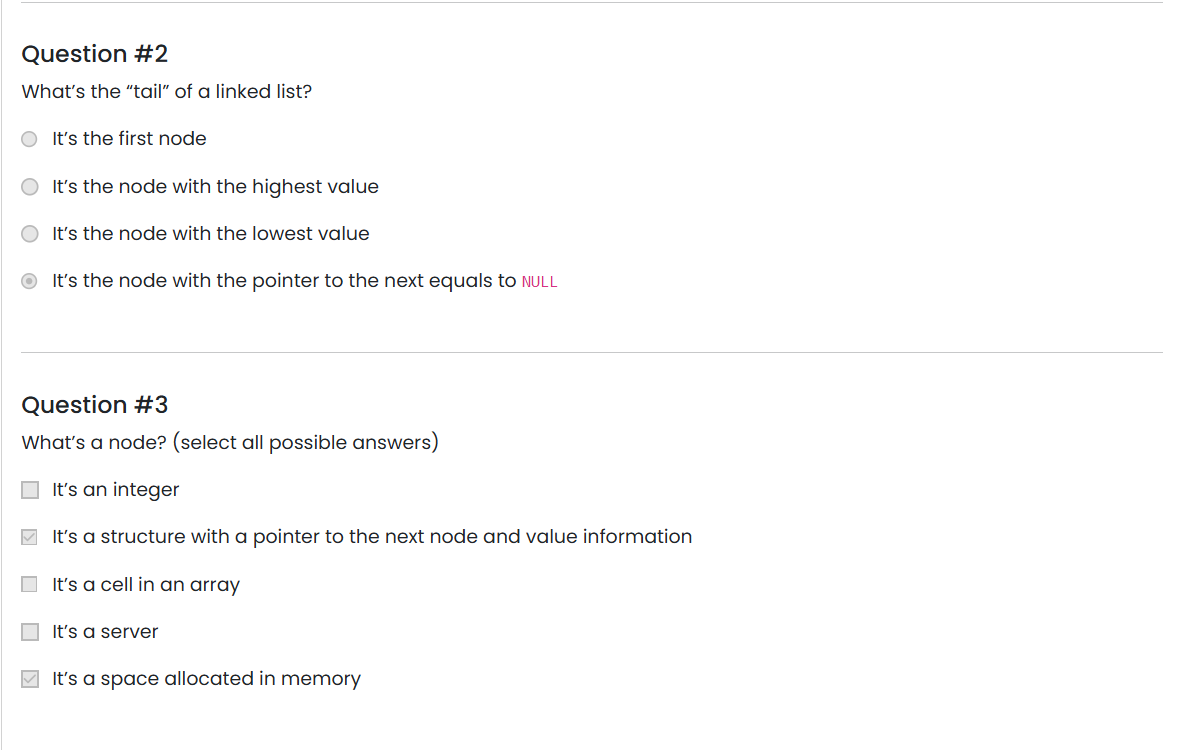 Question #2
What’s the “tail” of a linked list?
It’s the first node
It’s the node with the highest value
It’s the node with the lowest value
It’s the node with the pointer to the next equals to NULL
Question #3
What’s a node? (select all possible answers)
It’s an integer
It’s a structure with a pointer to the next node and value information
It’s a cell in an array
It’s a server
It’s a space allocated in memory